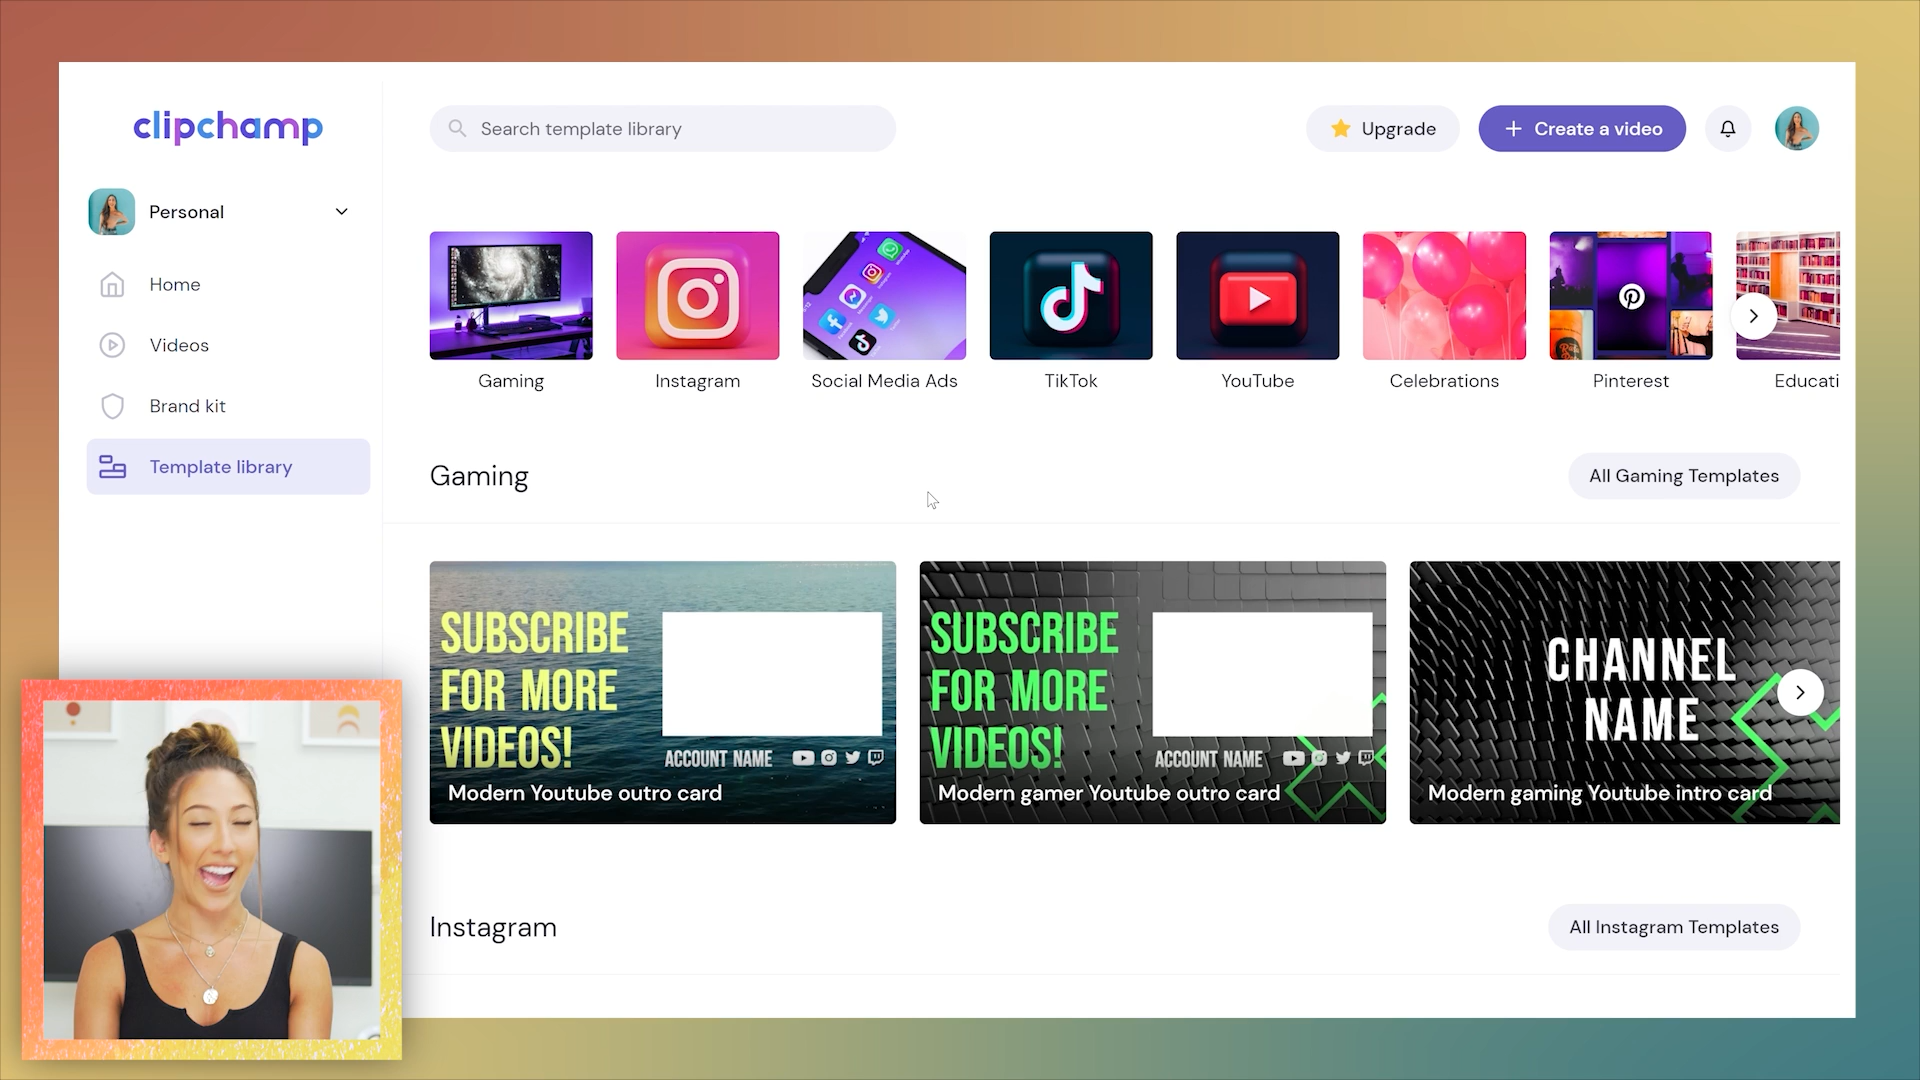 clipchamp
Search template library
Upgrade
Create a video
Personal
Home
Videos
Brand kit
Template library
Gaming
Instagram
Social Media Ads
TikTok
YouTube
Celebrations
Pinterest
Educati
Gaming
All Gaming Templates
SUBSCRIBE
FOR MORE
VIDEOS!
ACCOUNT NAME
Modern Youtube outro card
SUBSCRIBE
FOR MORE
VIDEOS!
ACCOUNT NAME
Modern gamer Youtube outro card
CHANNEL
NAME
Modern gaming Youtube intro card
Instagram
All Instagram Templates